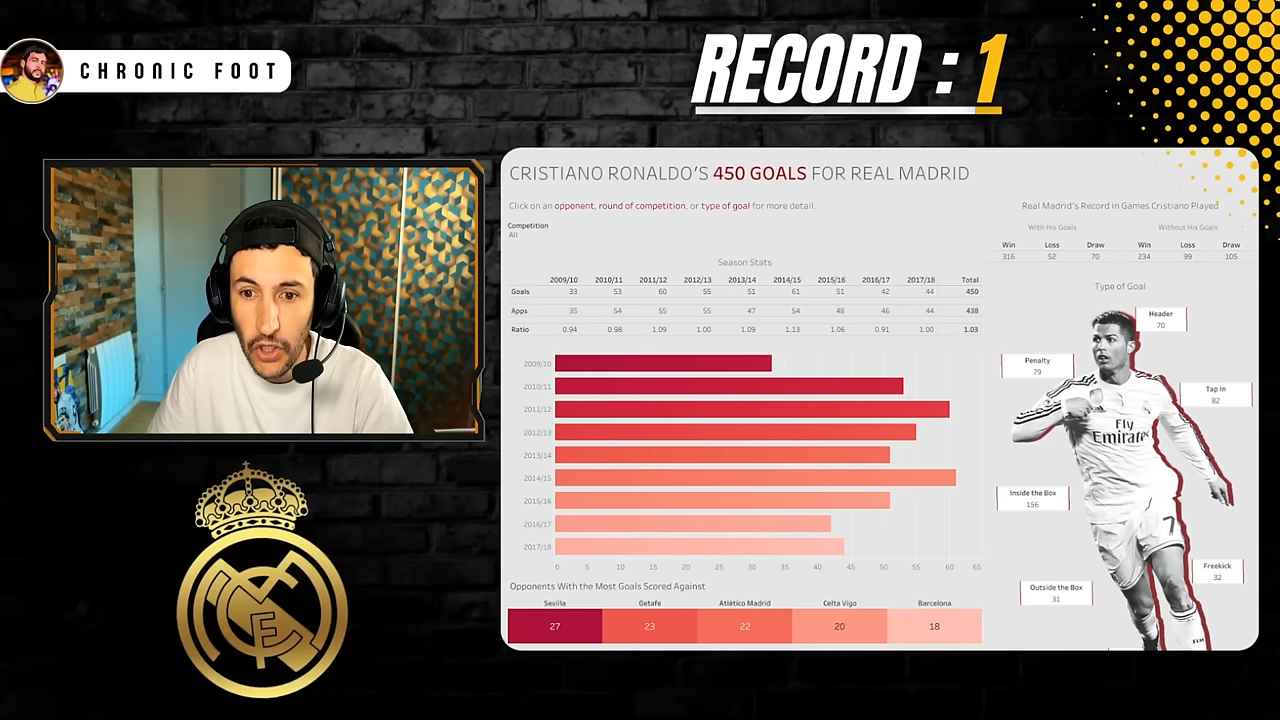 CHRONIC FOOT
RECORD : 1
CRISTIANO RONALDO'S 450 GOALS FOR REAL MADRID
Click on an opponent, round of competition, or type of goal for more detail.
Competition
All
Season Stats
2009/10 2010/11 2011/12 2012/13 2013/14 2014/15 2015/16 2016/17 2017/18 Total
Goals 33 53 60 55 51 61 51 42 44 450
Apps 35 54 55 55 47 54 48 46 44 438
Ratio 0.94 0.98 1.09 1.00 1.09 1.13 1.06 0.91 1.00 1.03
2009/10
2010/11
2011/12
2012/13
2013/14
2014/15
2015/16
2016/17
2017/18
0 5 10 15 20 25 30 35 40 45 50 55 60 65
Opponents With the Most Goals Scored Against
Sevilla Getafe Atlético Madrid Celta Vigo Barcelona
27 23 22 20 18
Real Madrid's Record in Games Cristiano Played
With His Goals Without His Goals
Win Loss Draw Win Loss Draw
316 52 70 234 99 105
Type of Goal
Header
70
Penalty
79
Tap In
82
Fly
Emirates
Inside the Box
156
7
Freekick
32
Outside the Box
31